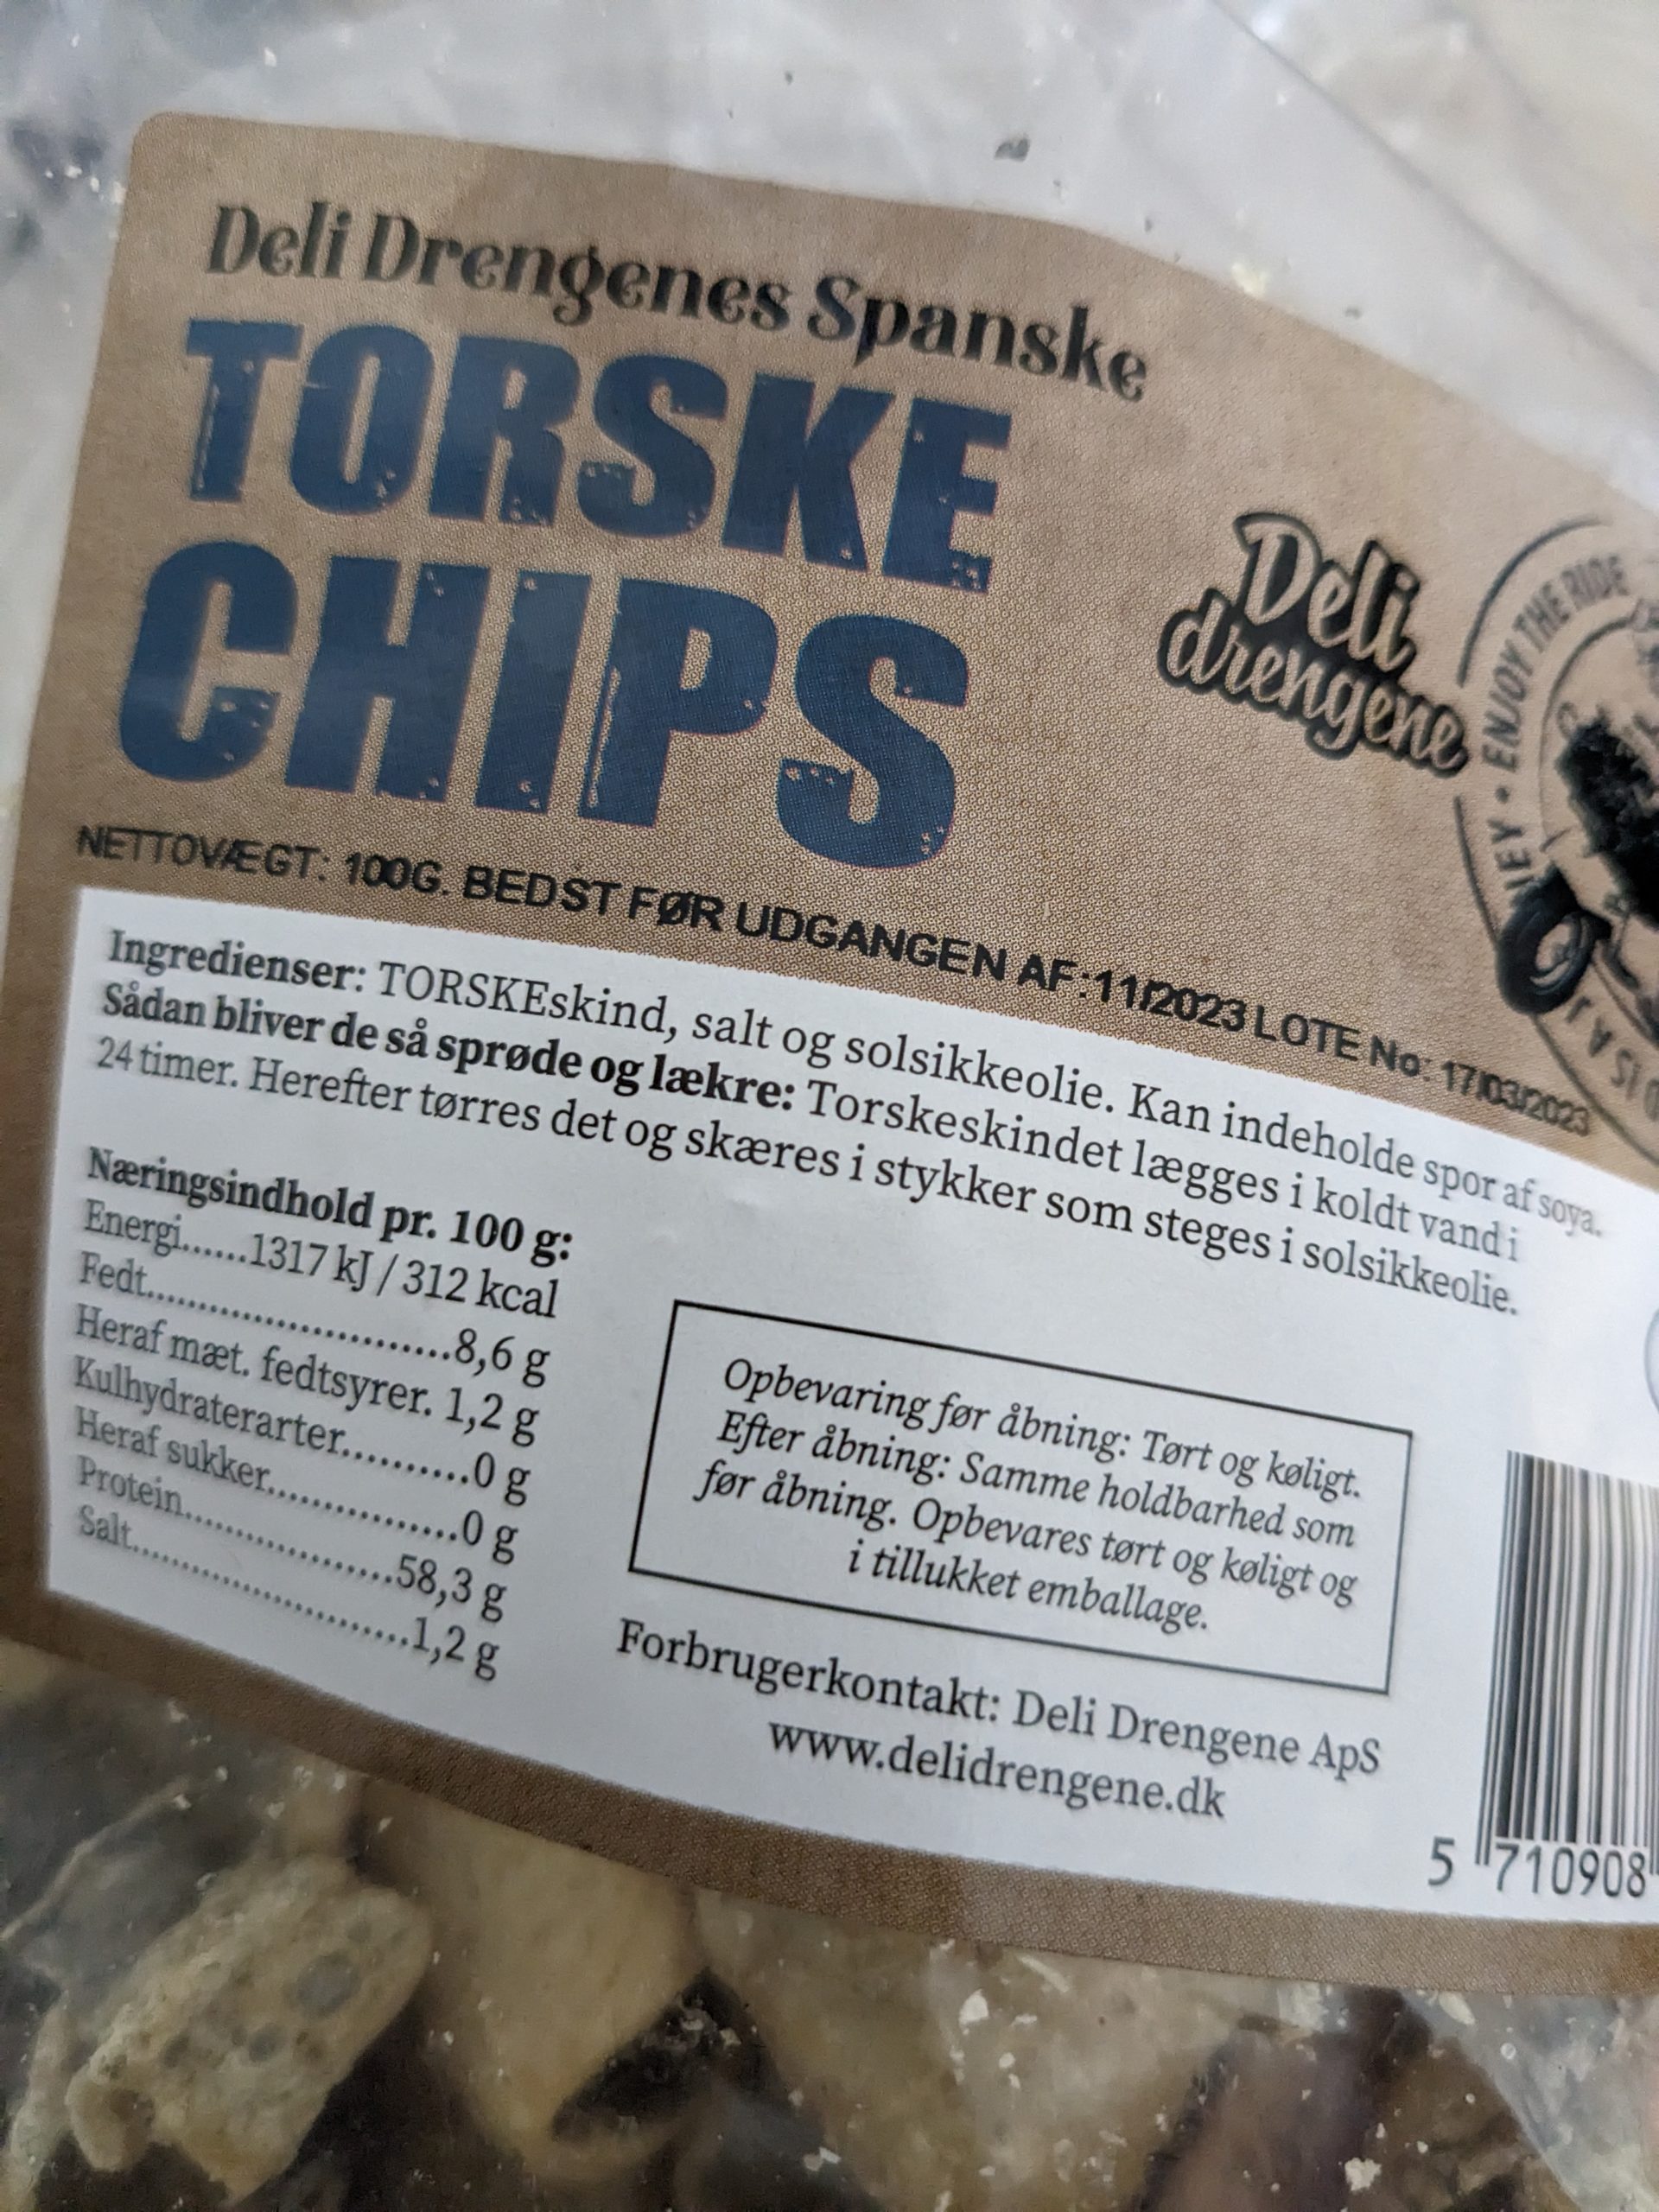 Deli Drengenes Spanske
TORSKE
CHIPS
Deli
drengene
ENJOY THE RIDE
NETTOVÆGT: 100G. BEDST FØR UDGANGEN AF:11/2023 LOTE No: 17/03/2023
Ingredienser: TORSKEskind, salt og solsikkeolie. Kan indeholde spor af soya.
Sådan bliver de så sprøde og lækre: Torskeskindet lægges i koldt vand i
24 timer. Herefter tørres det og skæres i stykker som steges i solsikkeolie.
Næringsindhold pr. 100 g:
Energi......1317 kJ / 312 kcal
Fedt..............................8,6 g
Heraf mæt. fedtsyrer. 1,2 g
Kulhydraterarter..........0 g
Heraf sukker...................0 g
Protein.....................58,3 g
Salt............................1,2 g
Opbevaring før åbning: Tørt og køligt.
Efter åbning: Samme holdbarhed som
før åbning. Opbevares tørt og køligt og
i tillukket emballage.
Forbrugerkontakt: Deli Drengene ApS
www.delidrengene.dk
5 710908